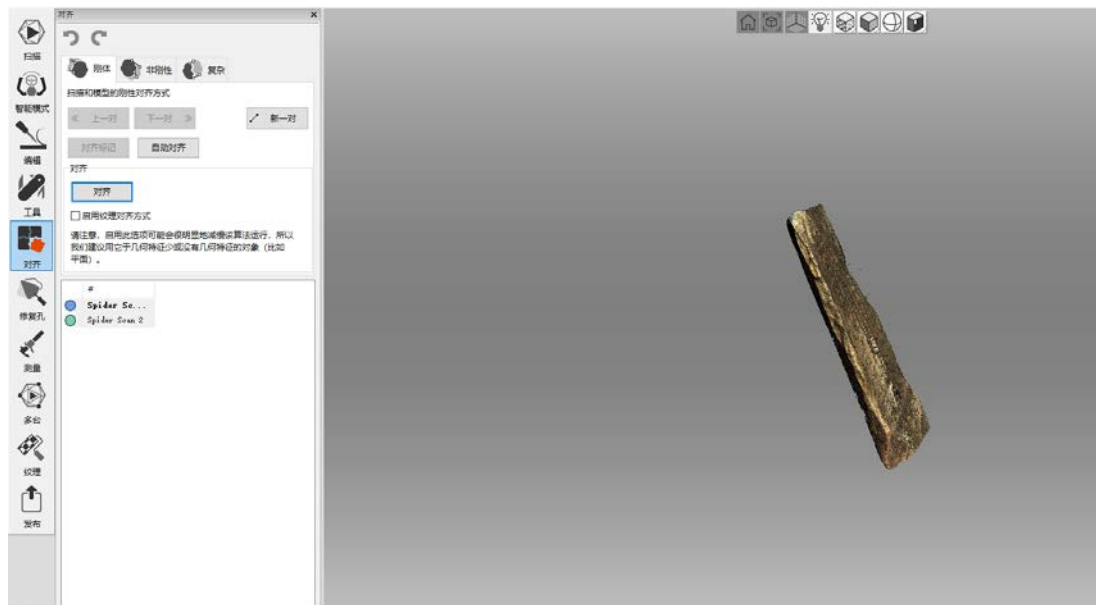 对齐
扫描
智能模式
编辑
工具
对齐
修复孔
测量
多台
纹理
发布
刚体
非刚性
复杂
扫描和模型的刚性对齐方式
上一对
下一对
新一对
对齐标记
自动对齐
对齐
对齐
启用纹理对齐方式
请注意，启用此选项可能会很明显地减慢该算法运行，所以
我们建议用它于几何特征少或没有几何特征的对象（比如
平面）。
#
Spider Sc...
Spider Scan 2